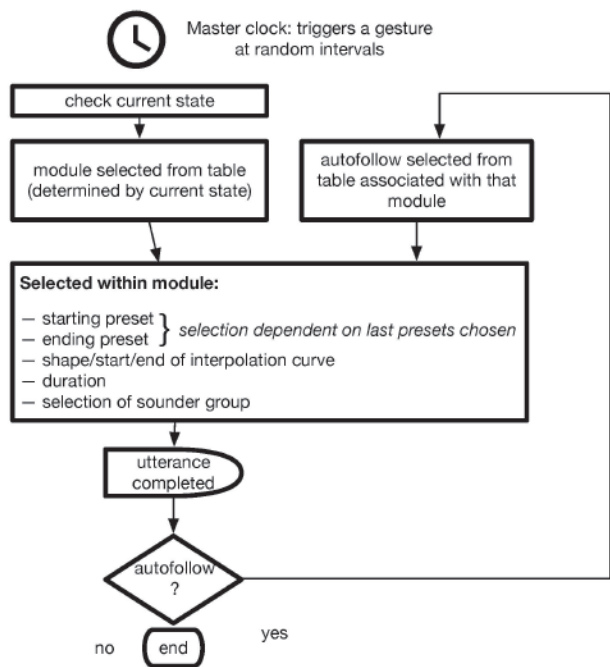 Master clock: triggers a gesture
at random intervals
check current state
module selected from table
(determined by current state)
autofollow selected from
table associated with that
module
Selected within module:
— starting preset
— ending preset
} selection dependent on last presets chosen
— shape/start/end of interpolation curve
— duration
— selection of sounder group
utterance
completed
autofollow
?
no
end
yes